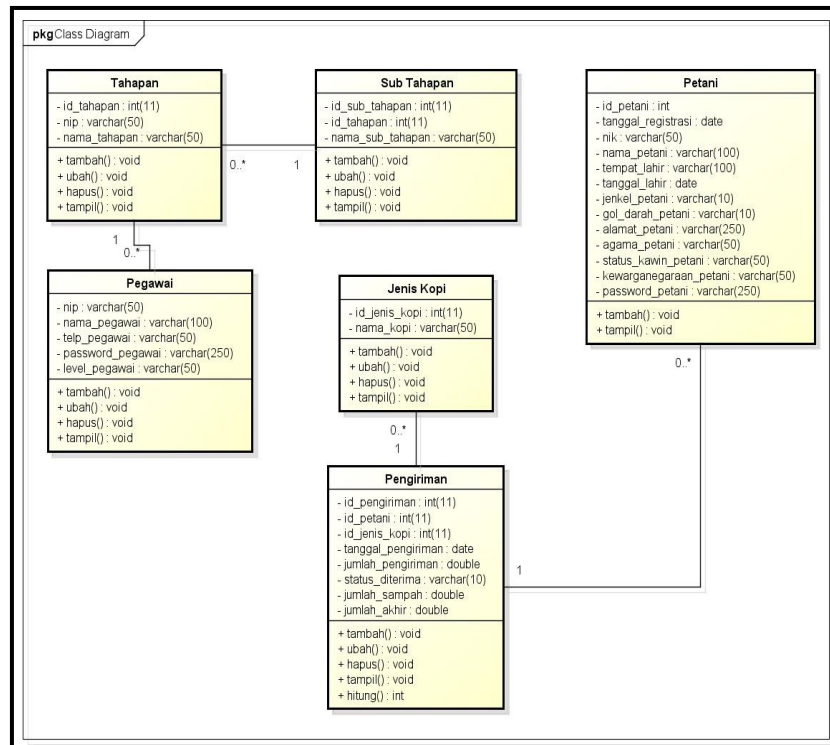 pkg Class Diagram
Tahapan
- id_tahapan : int(11)
- nip : varchar(50)
- nama_tahapan : varchar(50)
+ tambah() : void
+ ubah() : void
+ hapus() : void
+ tampil() : void
0..*
1
Sub Tahapan
- id_sub_tahapan : int(11)
- id_tahapan : int(11)
- nama_sub_tahapan : varchar(50)
+ tambah() : void
+ ubah() : void
+ hapus() : void
+ tampil() : void
Petani
- id_petani : int
- tanggal_registrasi : date
- nik : varchar(50)
- nama_petani : varchar(100)
- tempat_lahir : varchar(100)
- tanggal_lahir : date
- jenkel_petani : varchar(10)
- gol_darah_petani : varchar(10)
- alamat_petani : varchar(250)
- agama_petani : varchar(50)
- status_kawin_petani : varchar(50)
- kewarganegaraan_petani : varchar(50)
- password_petani : varchar(250)
+ tambah() : void
+ tampil() : void
1
0..*
Pegawai
- nip : varchar(50)
- nama_pegawai : varchar(100)
- telp_pegawai : varchar(50)
- password_pegawai : varchar(250)
- level_pegawai : varchar(50)
+ tambah() : void
+ ubah() : void
+ hapus() : void
+ tampil() : void
Jenis Kopi
- id_jenis_kopi : int(11)
- nama_kopi : varchar(50)
+ tambah() : void
+ ubah() : void
+ hapus() : void
+ tampil() : void
0..*
0..*
1
Pengiriman
- id_pengiriman : int(11)
- id_petani : int(11)
- id_jenis_kopi : int(11)
- tanggal_pengiriman : date
- jumlah_pengiriman : double
- status_diterima : varchar(10)
- jumlah_sampah : double
- jumlah_akhir : double
+ tambah() : void
+ ubah() : void
+ hapus() : void
+ tampil() : void
+ hitung() : int
1